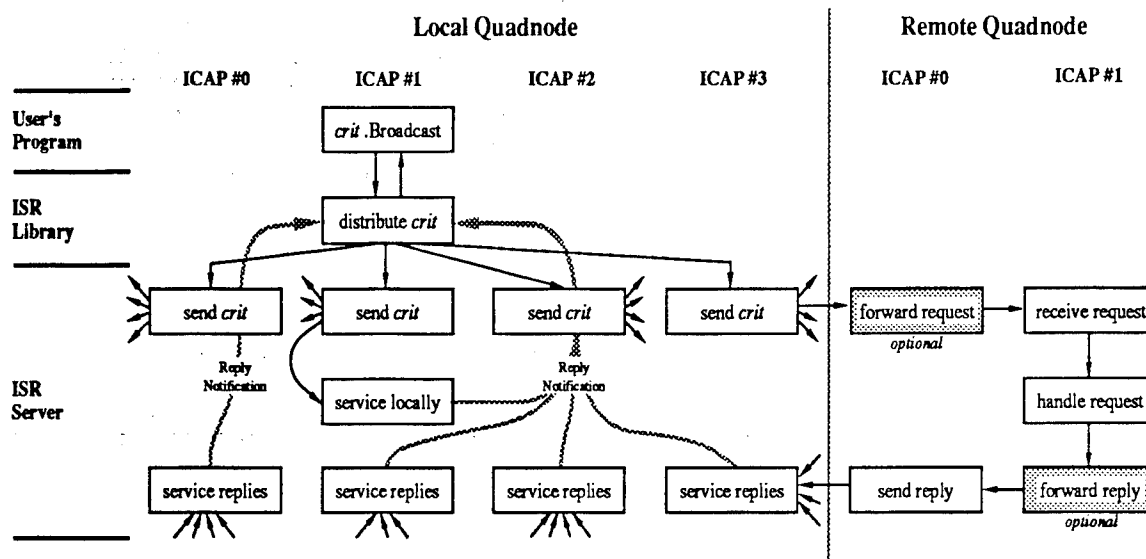 Local Quadnode
Remote Quadnode
ICAP #0
ICAP #1
ICAP #2
ICAP #3
ICAP #0
ICAP #1
User's
Program
crit .Broadcast
ISR
Library
distribute crit
send crit
send crit
send crit
send crit
forward request
optional
receive request
Reply
Notification
Reply
Notification
ISR
Server
service locally
handle request
service replies
service replies
service replies
service replies
send reply
forward reply
optional